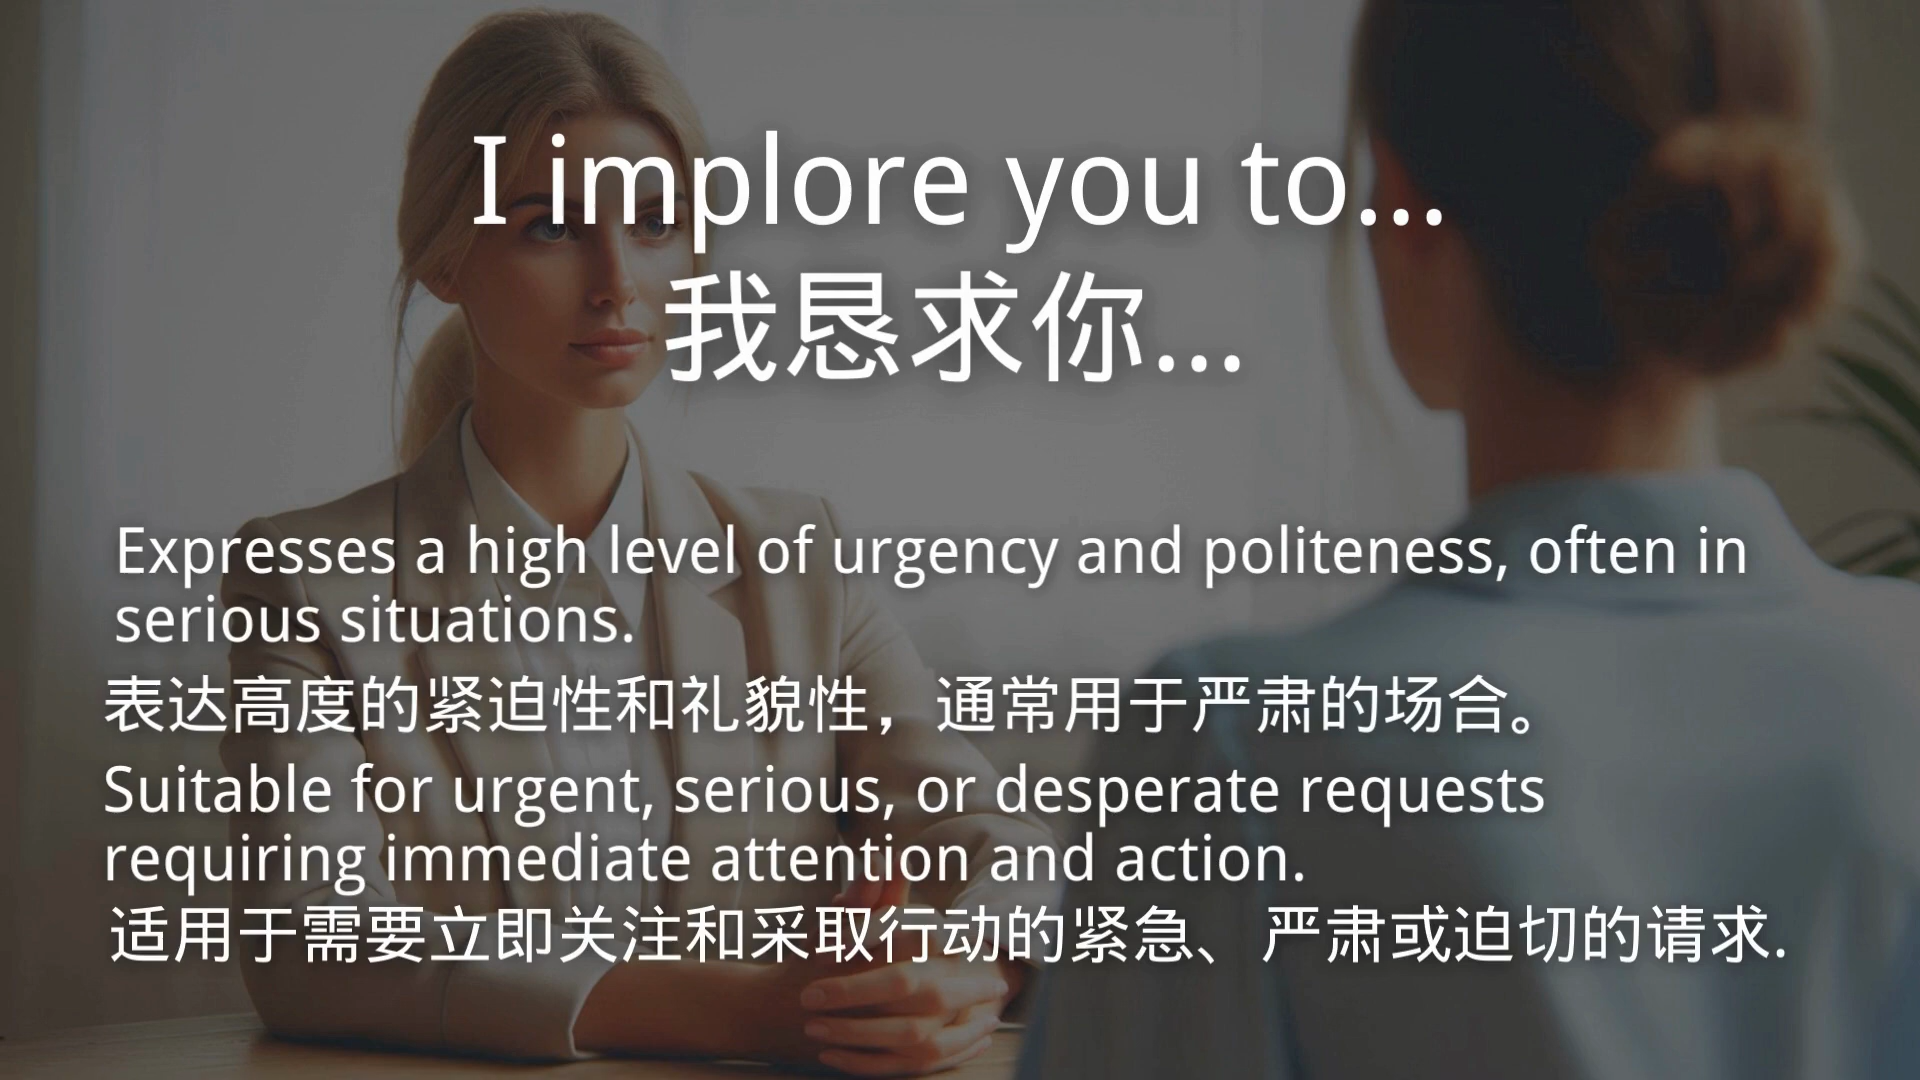 I implore you to...
我恳求你...
Expresses a high level of urgency and politeness, often in
serious situations.
表达高度的紧迫性和礼貌性，通常用于严肃的场合。
Suitable for urgent, serious, or desperate requests
requiring immediate attention and action.
适用于需要立即关注和采取行动的紧急、严肃或迫切的请求.